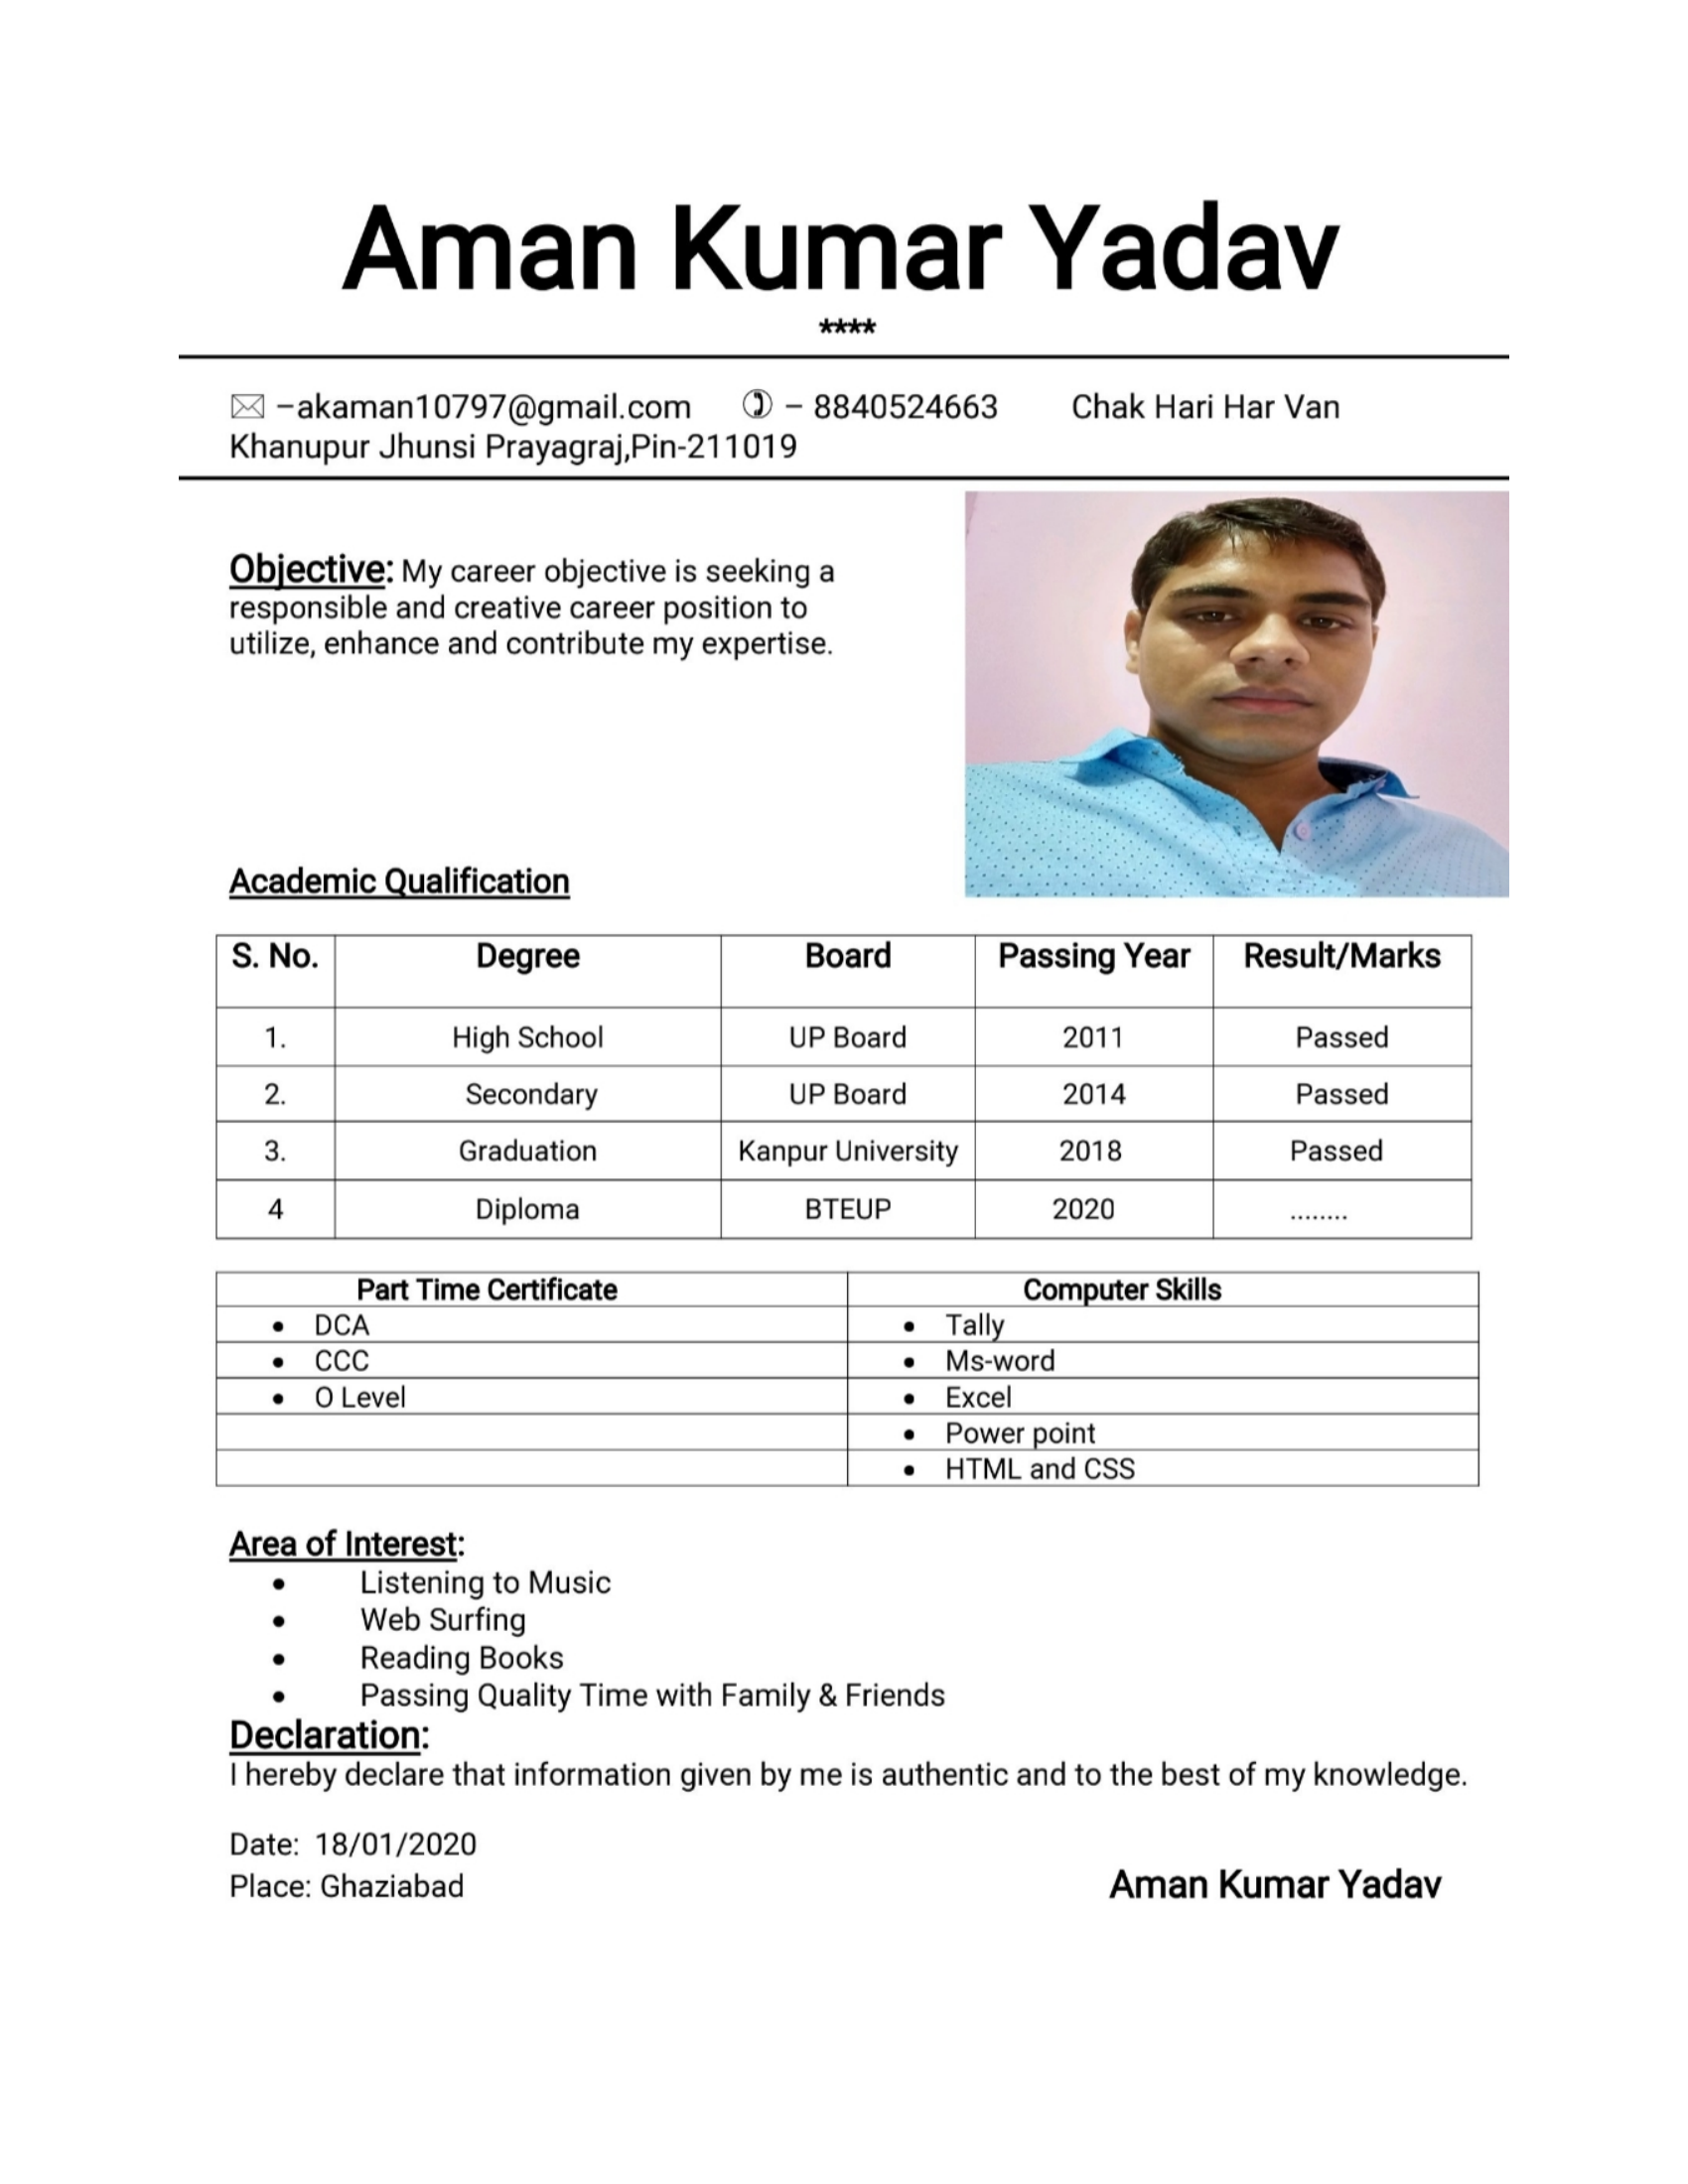 Aman Kumar Yadav
****
–akaman10797@gmail.com – 8840524663 Chak Hari Har Van
Khanupur Jhunsi Prayagraj,Pin-211019
Objective: My career objective is seeking a
responsible and creative career position to
utilize, enhance and contribute my expertise.
Academic Qualification
S. No. Degree Board Passing Year Result/Marks
1. High School UP Board 2011 Passed
2. Secondary UP Board 2014 Passed
3. Graduation Kanpur University 2018 Passed
4 Diploma BTEUP 2020 ........
Part Time Certificate Computer Skills
• DCA • Tally
• CCC • Ms-word
• O Level • Excel
• Power point
• HTML and CSS
Area of Interest:
• Listening to Music
• Web Surfing
• Reading Books
• Passing Quality Time with Family & Friends
Declaration:
I hereby declare that information given by me is authentic and to the best of my knowledge.
Date: 18/01/2020
Place: Ghaziabad Aman Kumar Yadav